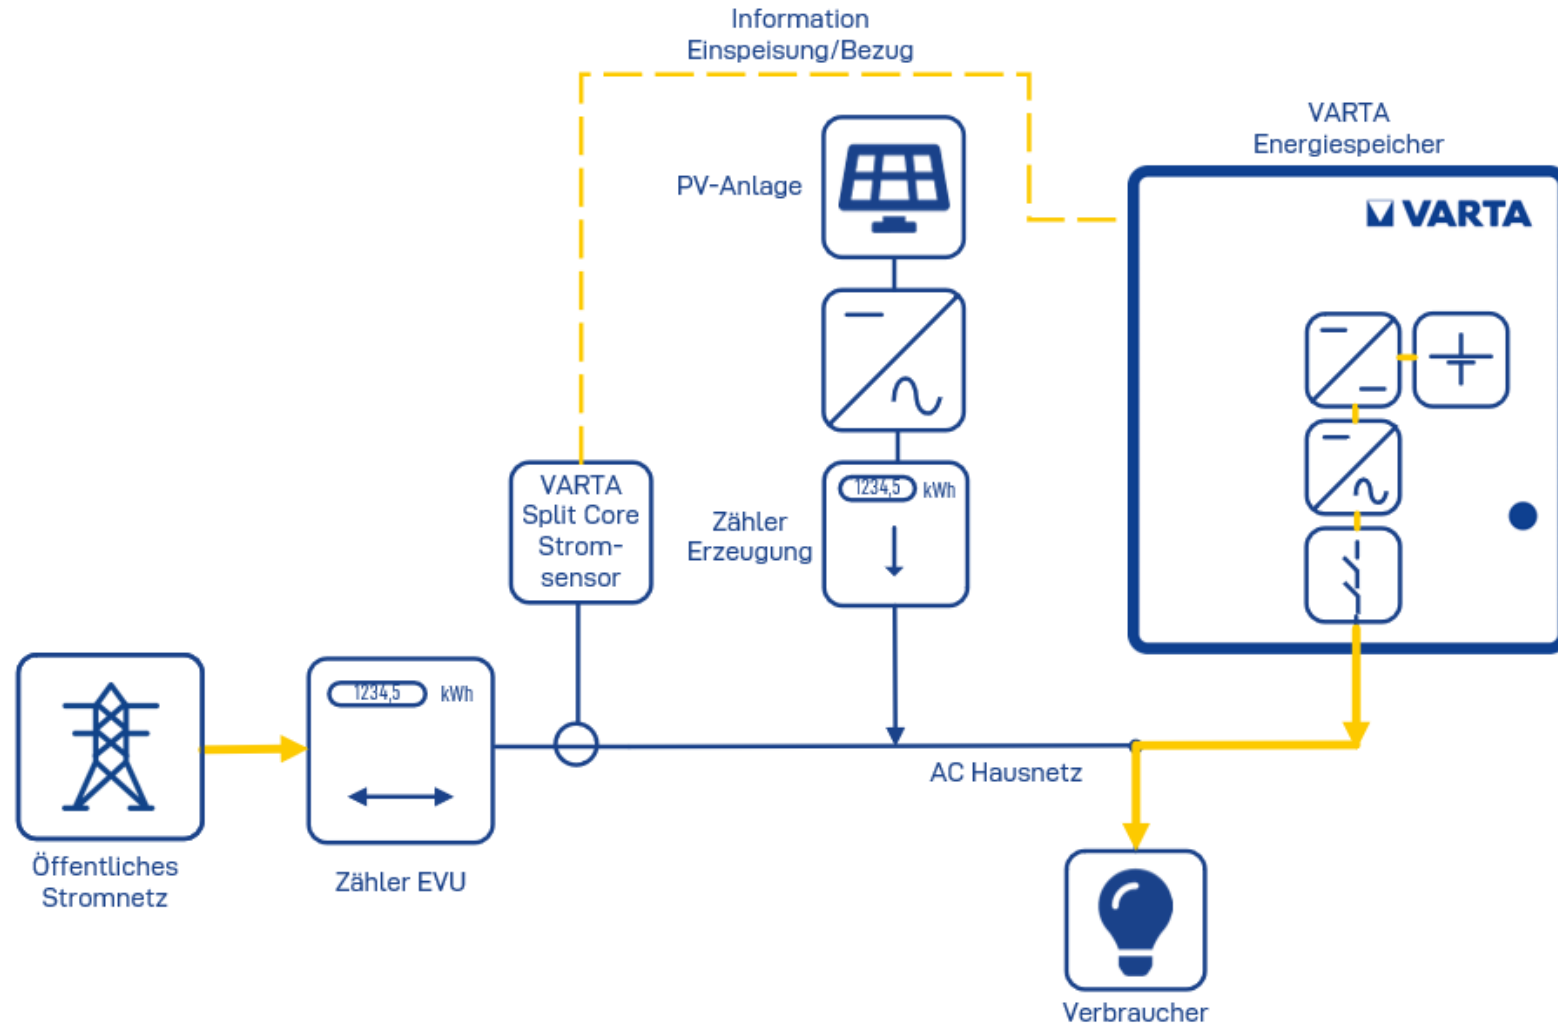 Information
Einspeisung/Bezug
VARTA
Energiespeicher
PV-Anlage
VARTA
VARTA
Split Core
Strom-
sensor
1234,5 kWh
Zähler
Erzeugung
1234,5 kWh
AC Hausnetz
Öffentliches
Stromnetz
Zähler EVU
Verbraucher